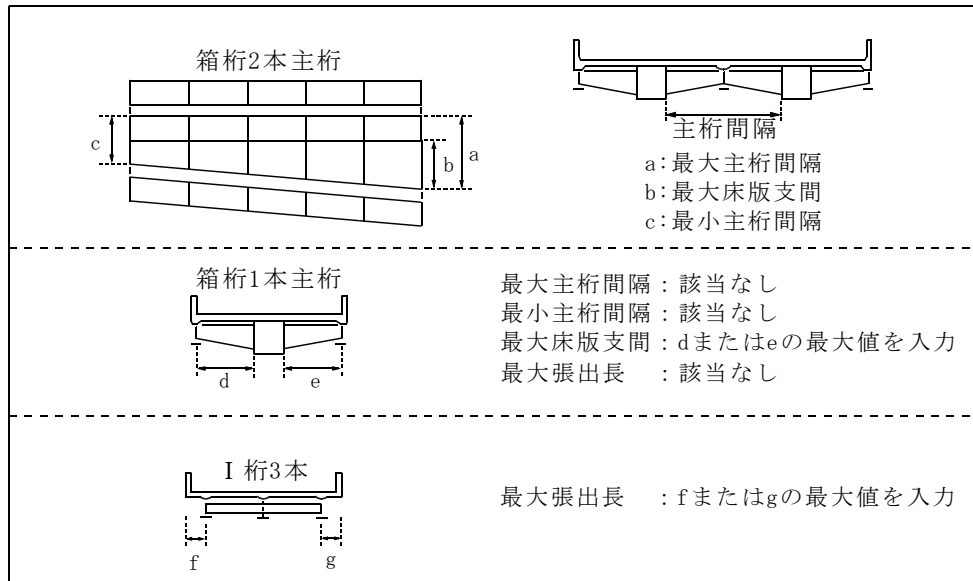 箱桁2本主桁
c
b
a
主桁間隔
a:最大主桁間隔
b:最大床版支間
c:最小主桁間隔
箱桁1本主桁
d
e
最大主桁間隔:該当なし
最小主桁間隔:該当なし
最大床版支間:dまたはeの最大値を入力
最大張出長 :該当なし
I桁3本
f
g
最大張出長 :fまたはgの最大値を入力